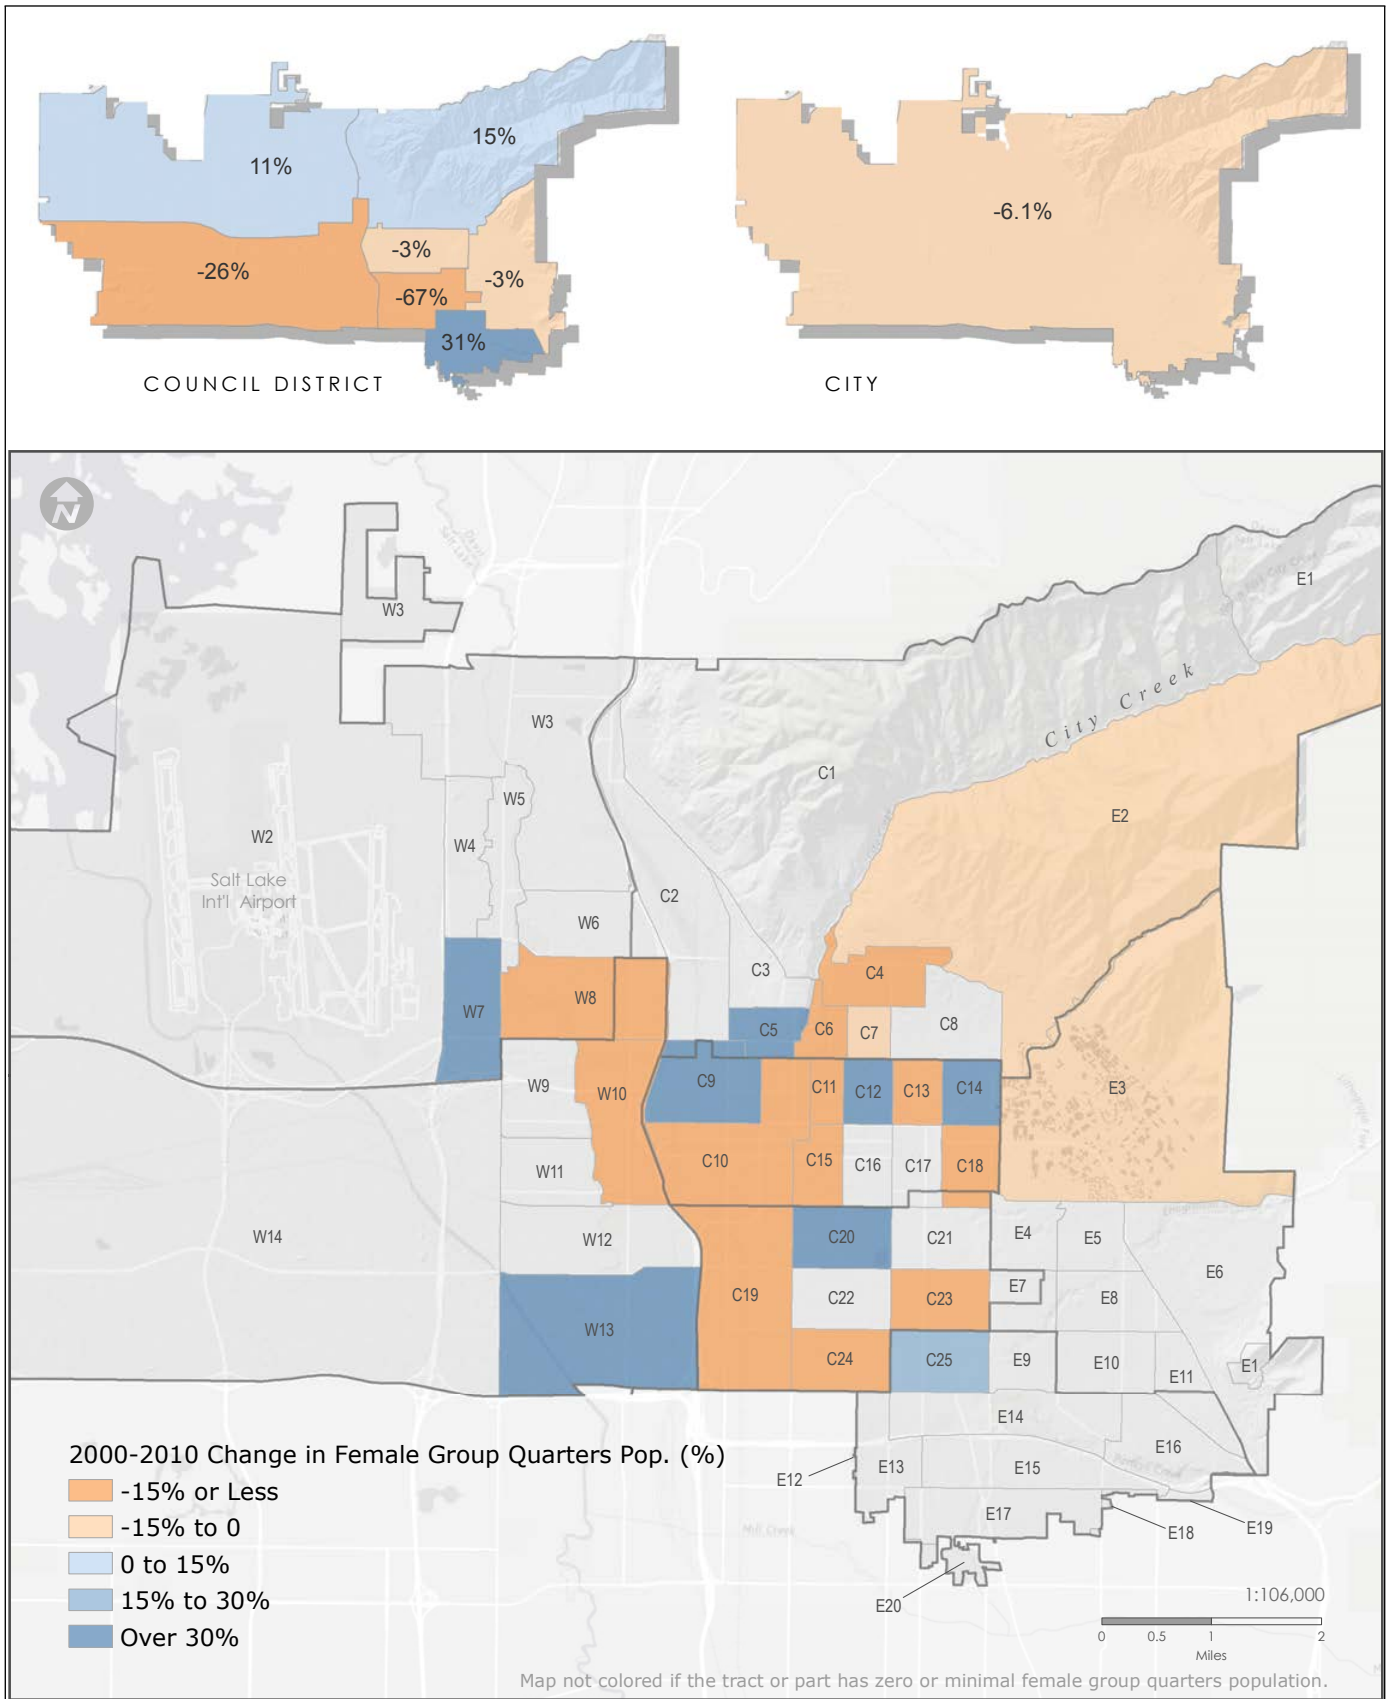 15%
11%
-3%
-26%
-3%
-67%
31%
COUNCIL DISTRICT
-6.1%
CITY
N
Davis
Salt Lake
E1
W3
W3
City Creek
C1
W5
E2
W2
W4
Salt Lake
Int'l Airport
C2
W6
C3
C4
W8
W7
C5
C6
C7
C8
C9
W9
W10
C11
C12
C13
C14
E3
C10
C15
C16
C17
C18
W11
W14
W12
C20
C21
E4
E5
E6
C19
C22
C23
E7
E8
W13
C24
C25
E9
E10
E11
E1
E14
E16
E12
E13
E15
E17
E18
E19
E20
Mill Creek
2000-2010 Change in Female Group Quarters Pop. (%)
-15% or Less
-15% to 0
0 to 15%
15% to 30%
Over 30%
1:106,000
0 0.5 1 2
Miles
Map not colored if the tract or part has zero or minimal female group quarters population.